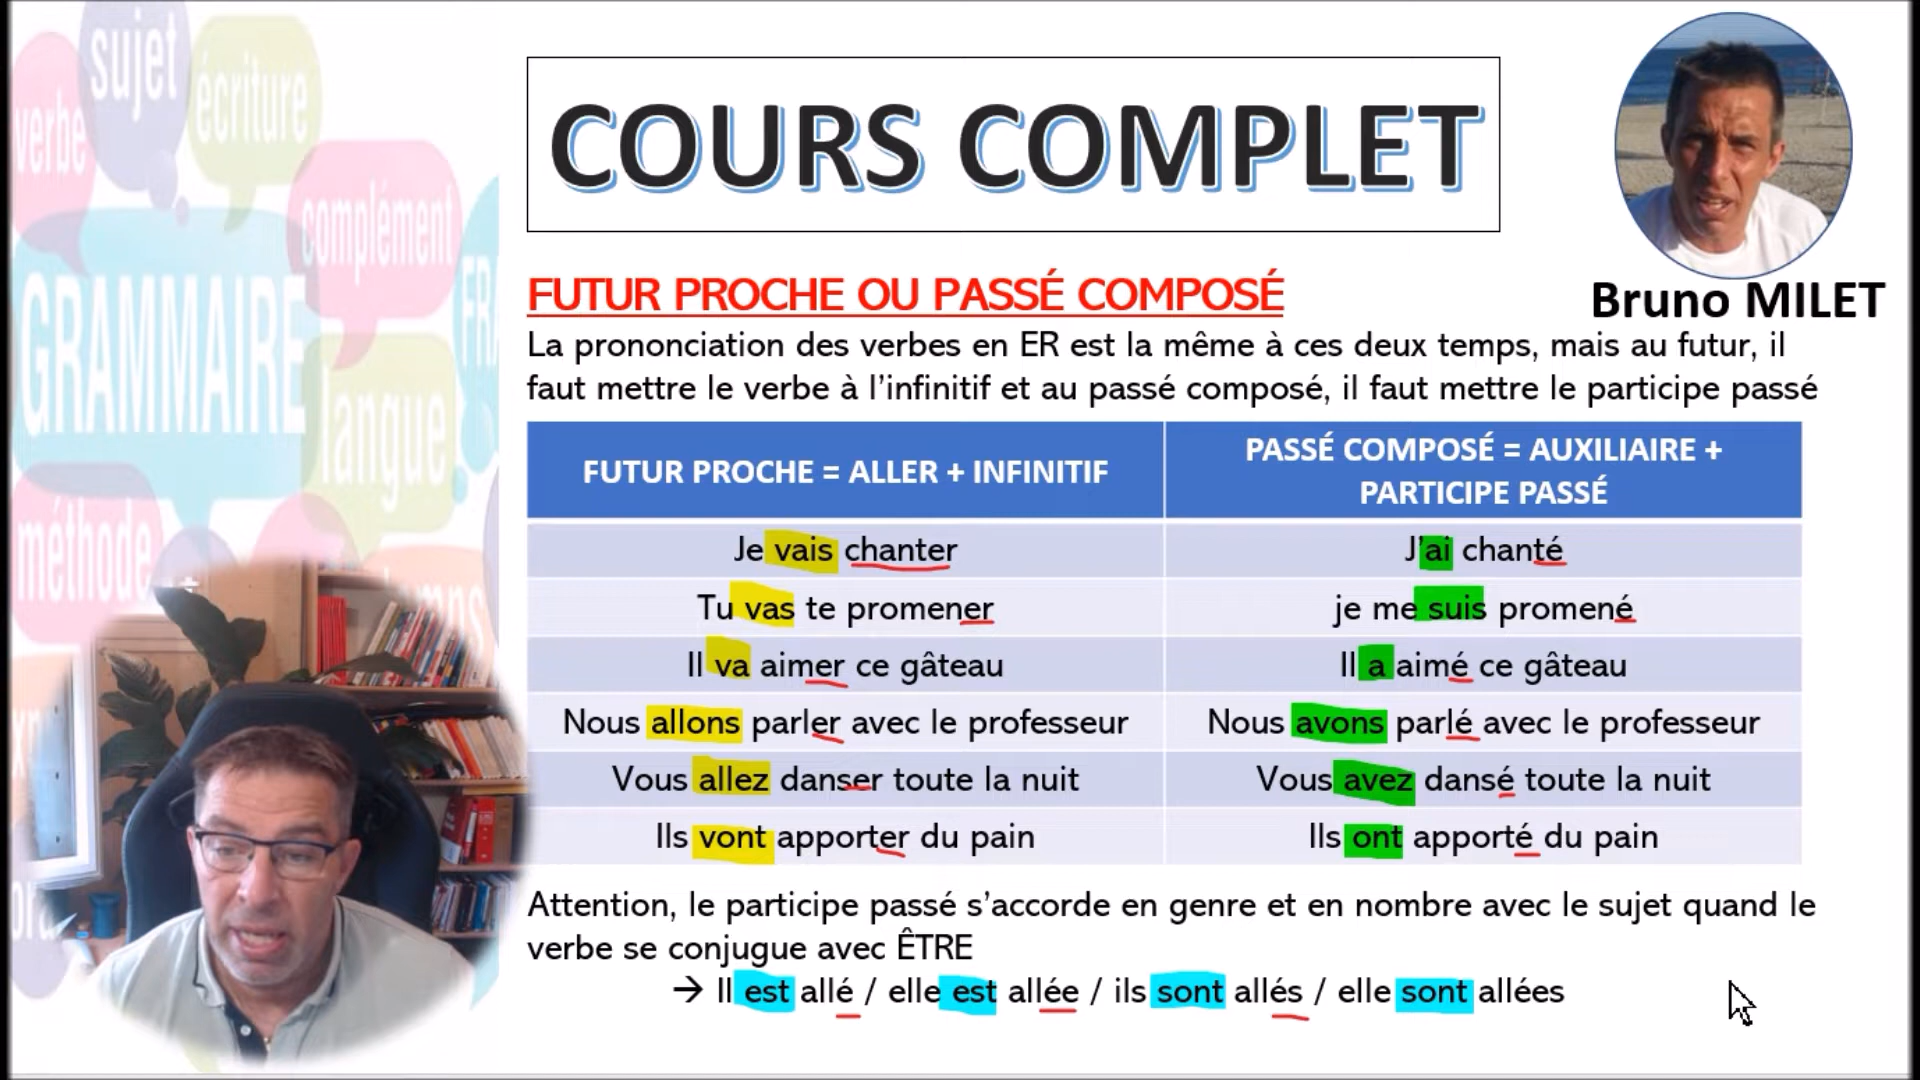 sujet
écriture
verbe
complément
GRAMMAIRE
FRA
langue
méthode
COURS COMPLET
Bruno MILET
FUTUR PROCHE OU PASSÉ COMPOSÉ
La prononciation des verbes en ER est la même à ces deux temps, mais au futur, il
faut mettre le verbe à l’infinitif et au passé composé, il faut mettre le participe passé
FUTUR PROCHE = ALLER + INFINITIF
PASSÉ COMPOSÉ = AUXILIAIRE +
PARTICIPE PASSÉ
Je vais chanter
J’ai chanté
Tu vas te promener
je me suis promené
Il va aimer ce gâteau
Il a aimé ce gâteau
Nous allons parler avec le professeur
Nous avons parlé avec le professeur
Vous allez danser toute la nuit
Vous avez dansé toute la nuit
Ils vont apporter du pain
Ils ont apporté du pain
Attention, le participe passé s’accorde en genre et en nombre avec le sujet quand le
verbe se conjugue avec ÊTRE
→ Il est allé / elle est allée / ils sont allés / elle sont allées